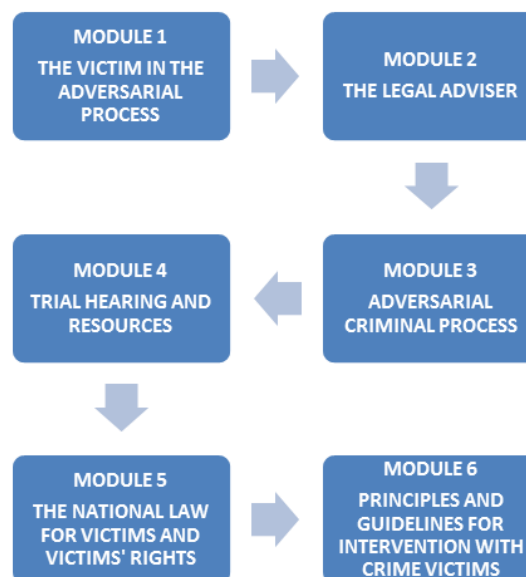 MODULE 1
THE VICTIM IN THE
ADVERSARIAL
PROCESS
MODULE 2
THE LEGAL ADVISER
MODULE 3
ADVERSARIAL
CRIMINAL PROCESS
MODULE 4
TRIAL HEARING AND
RESOURCES
MODULE 5
THE NATIONAL LAW
FOR VICTIMS AND
VICTIMS' RIGHTS
MODULE 6
PRINCIPLES AND
GUIDELINES FOR
INTERVENTION WITH
CRIME VICTIMS